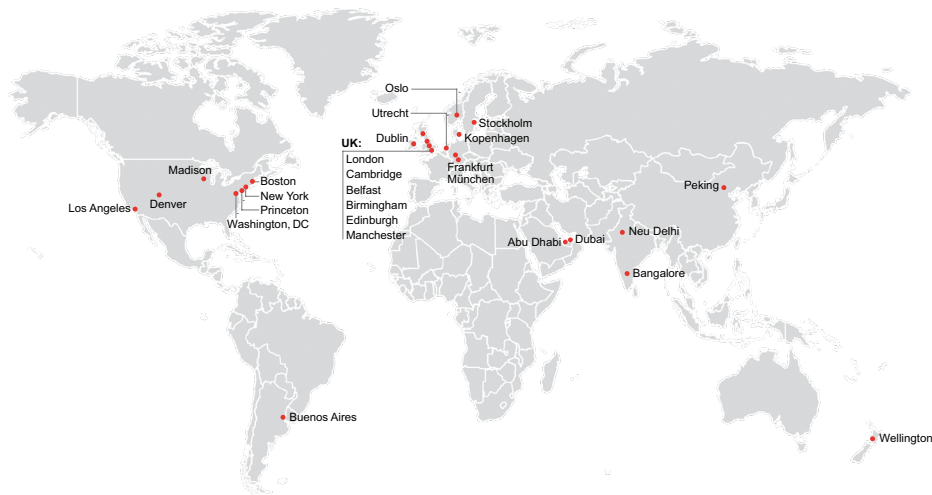 Oslo
Utrecht
Stockholm
Dublin
Kopenhagen
UK:
London
Cambridge
Belfast
Birmingham
Edinburgh
Manchester
Frankfurt
München
Madison
Boston
New York
Denver
Princeton
Los Angeles
Washington, DC
Peking
Neu Delhi
Abu Dhabi
Dubai
Bangalore
Buenos Aires
Wellington